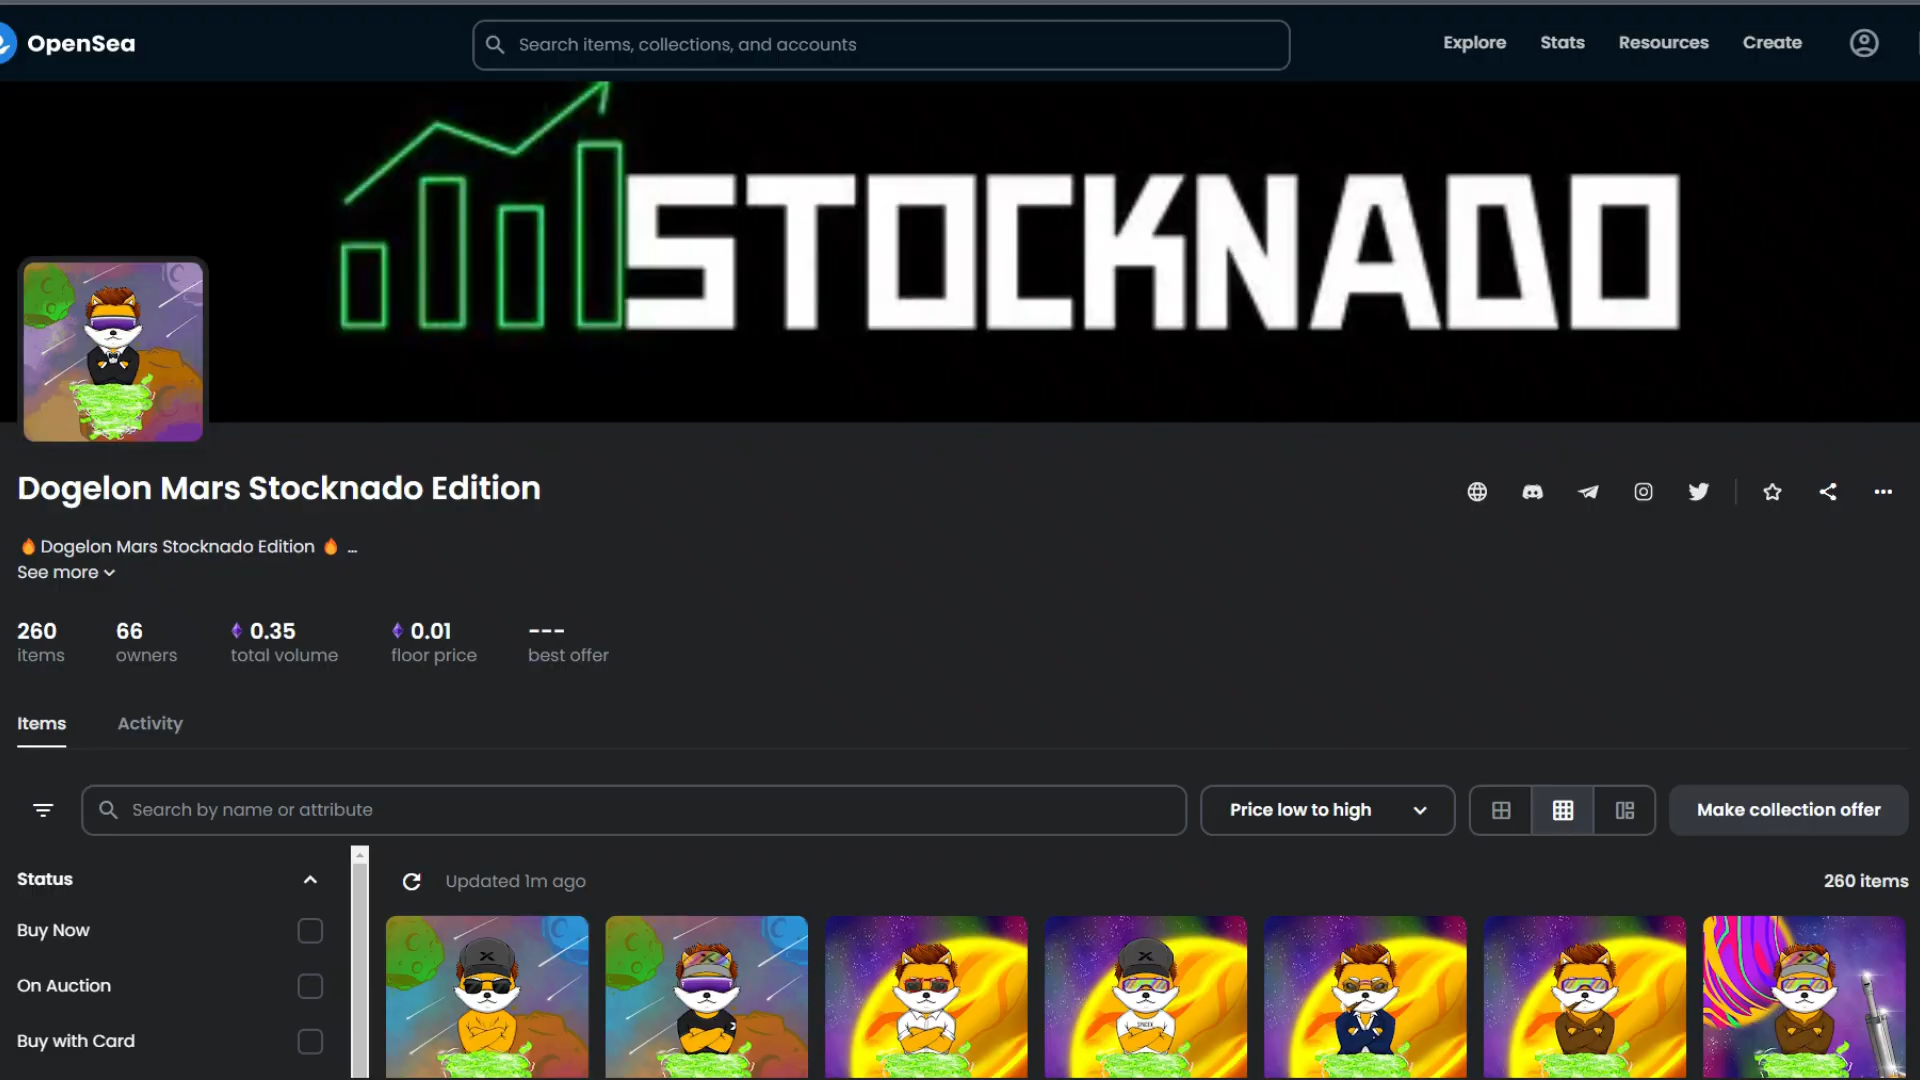 OpenSea
Search items, collections, and accounts
Explore
Stats
Resources
Create
STOCKNADO
Dogelon Mars Stocknado Edition
🔥Dogelon Mars Stocknado Edition 🔥 ...
See more
260
items
66
owners
0.35
total volume
0.01
floor price
---
best offer
Items
Activity
Search by name or attribute
Price low to high
Make collection offer
Status
Updated 1m ago
260 items
Buy Now
On Auction
Buy with Card